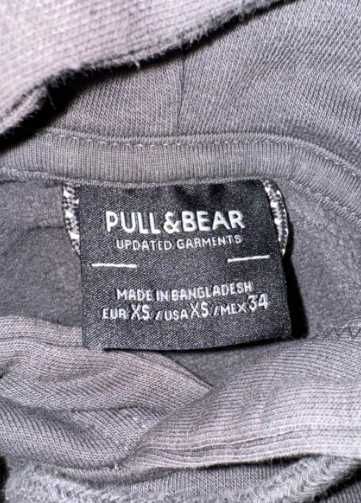 PULL&BEAR
UPDATED GARMENTS
MADE IN BANGLADESH
EUR XS / USA XS / MEX 34